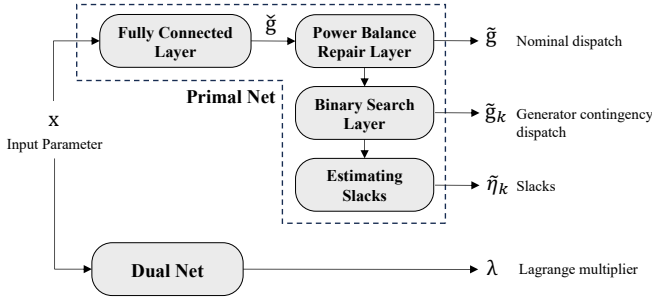 Fully Connected
Layer
ǧ
Power Balance
Repair Layer
g̃ Nominal dispatch
Primal Net
Binary Search
Layer
g̃ₖ Generator contingency
dispatch
x
Input Parameter
Estimating
Slacks
η̃ₖ Slacks
Dual Net
λ Lagrange multiplier